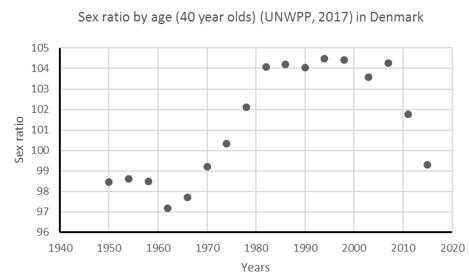 Sex ratio by age (40 year olds) (UNWPP, 2017) in Denmark
105
104
103
102
101
100
99
98
97
96
Sex ratio
1940 1950 1960 1970 1980 1990 2000 2010 2020
Years